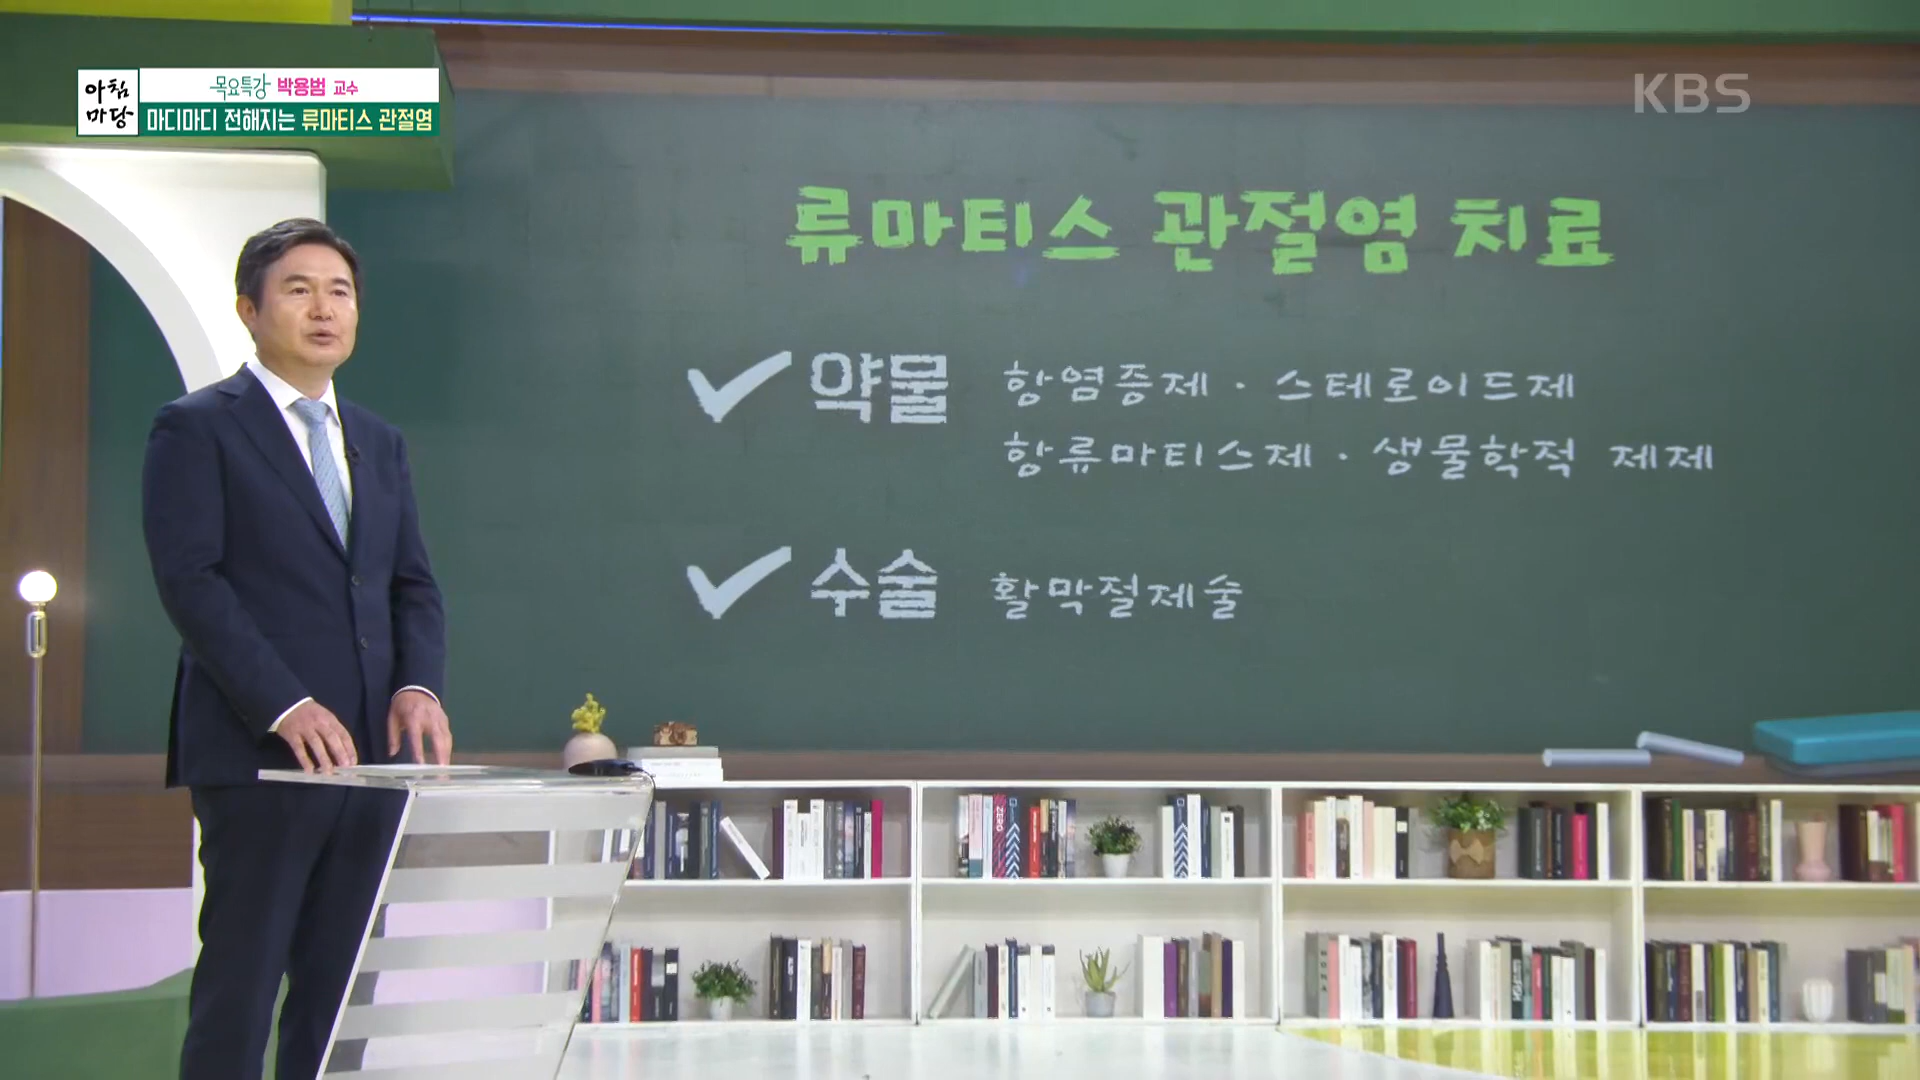 아침
마당
목요특강 박용범 교수
마디마디 전해지는 류마티스 관절염
KBS
류마티스 관절염 치료
약물 항염증제 · 스테로이드제
항류마티스제 · 생물학적 제제
수술 활막절제술
ZERO